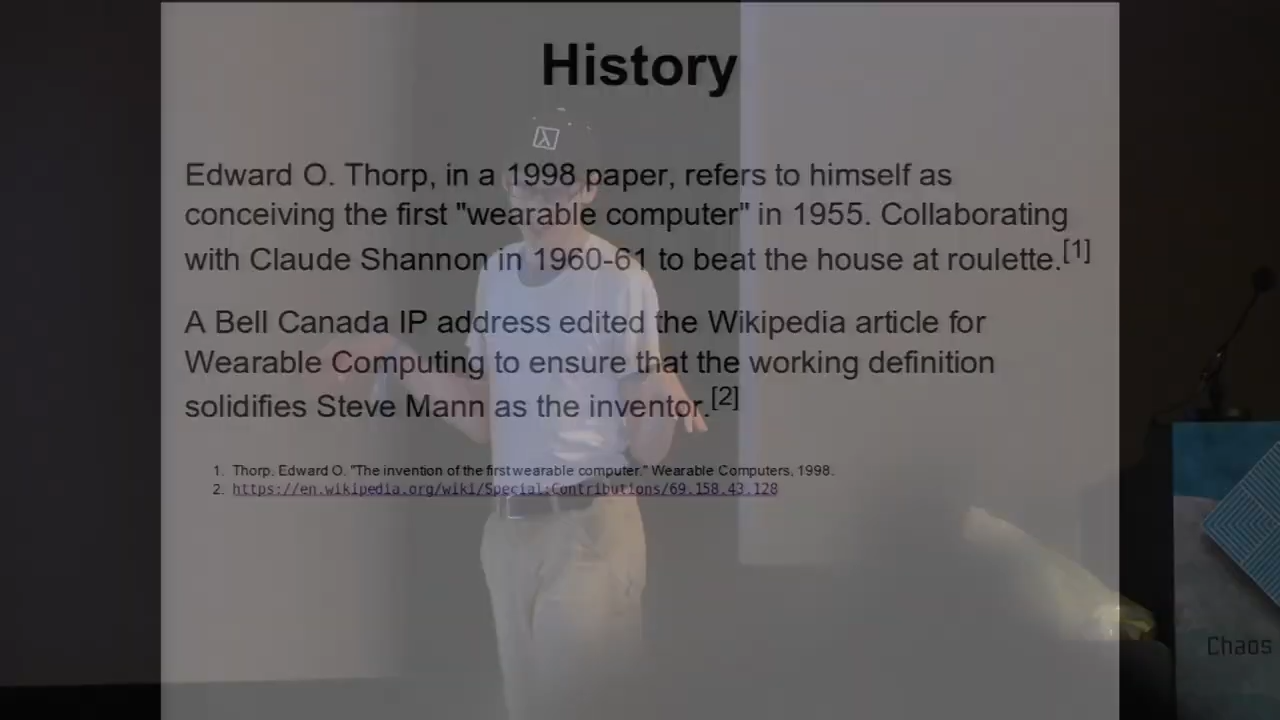 History
λ
Edward O. Thorp, in a 1998 paper, refers to himself as
conceiving the first "wearable computer" in 1955. Collaborating
with Claude Shannon in 1960-61 to beat the house at roulette.[1]
A Bell Canada IP address edited the Wikipedia article for
Wearable Computing to ensure that the working definition
solidifies Steve Mann as the inventor.[2]
1. Thorp, Edward O. "The invention of the first wearable computer." Wearable Computers, 1998.
2. https://en.wikipedia.org/wiki/Special:Contributions/69.158.43.128
Chaos